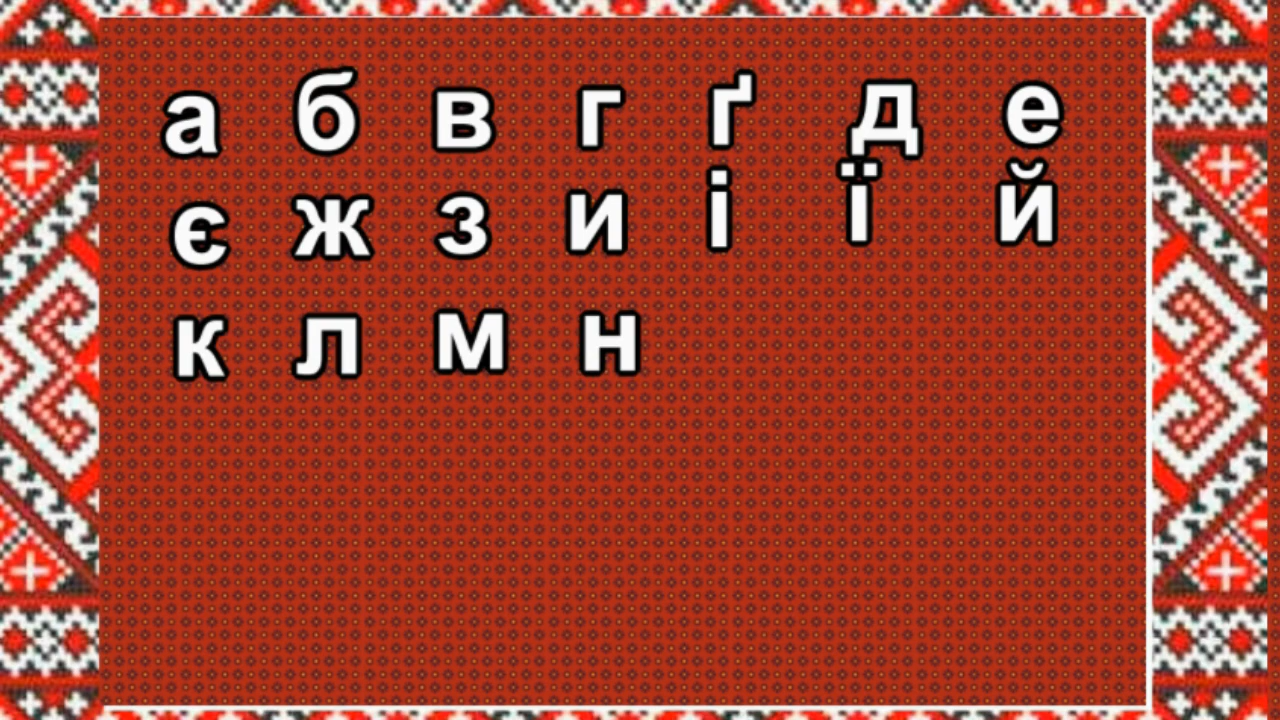 а б в г ґ д е
є ж з и і ї й
к л м н